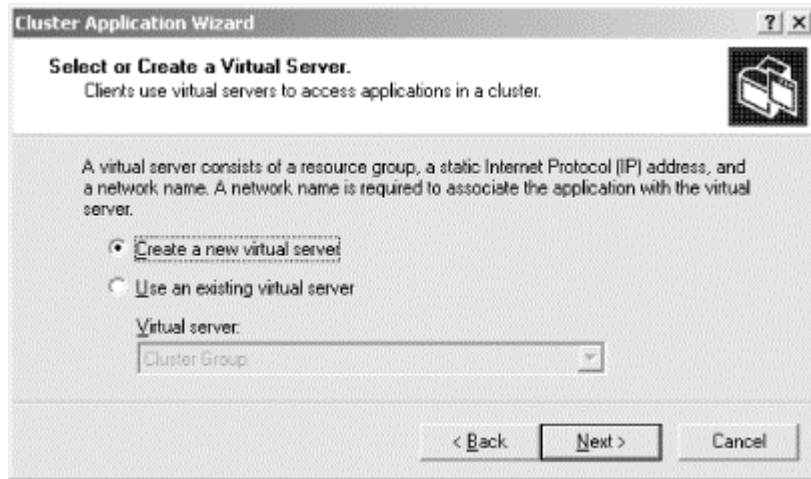 Cluster Application Wizard
Select or Create a Virtual Server.
Clients use virtual servers to access applications in a cluster.
A virtual server consists of a resource group, a static Internet Protocol (IP) address, and
a network name. A network name is required to associate the application with the virtual
server.
Create a new virtual server
Use an existing virtual server
Virtual server:
Cluster Group
< Back
Next >
Cancel